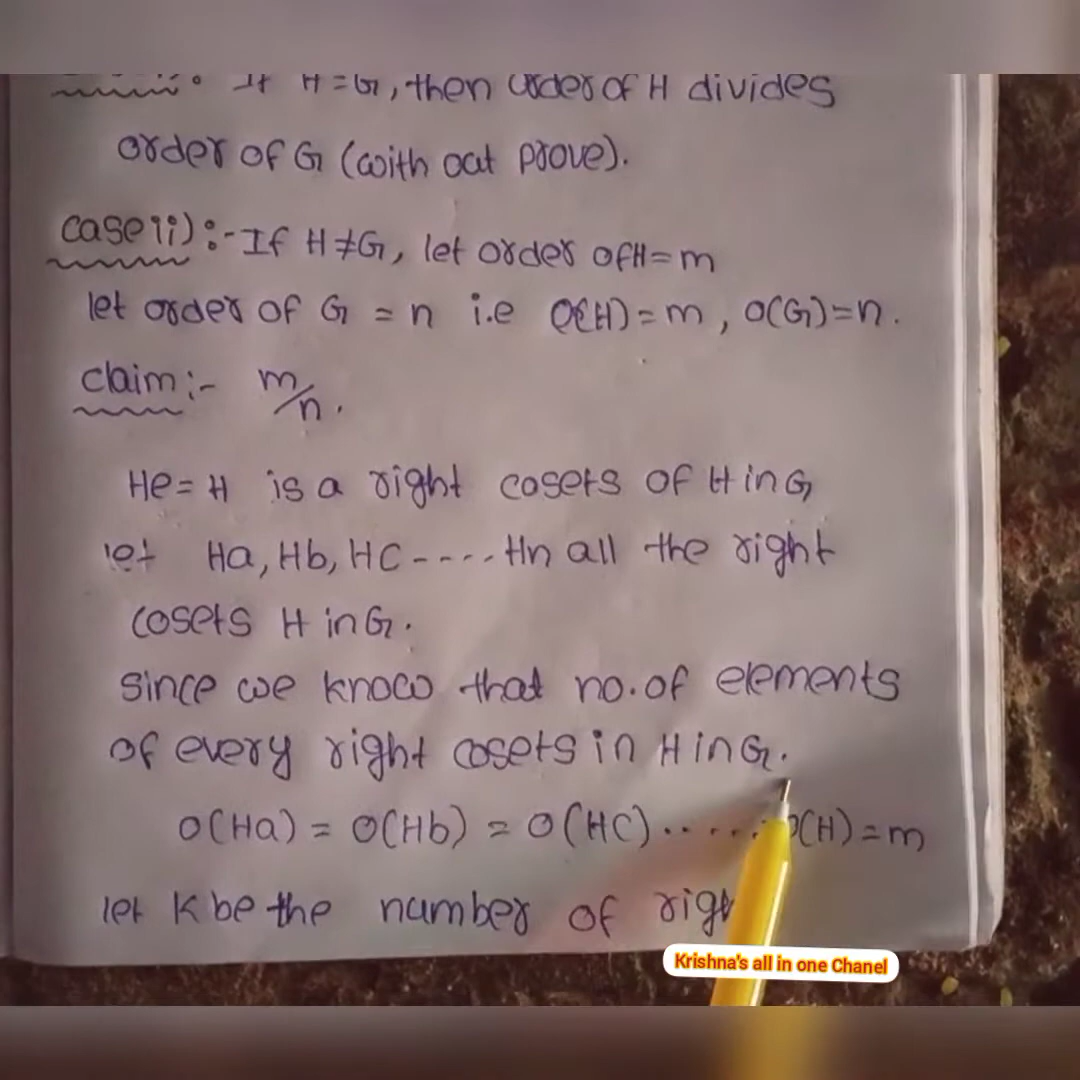 If H=G, then order of H divides
order of G (with out prove).
case ii) :- If H≠G, let order of H = m
let order of G = n i.e O(H)=m, O(G)=n.
claim :- m/n.
He=H is a right cosets of H in G
let Ha, Hb, HC ---- Hn all the right
cosets H in G.
since we know that no. of elements
of every right cosets in H in G.
O(Ha) = O(Hb) = O(HC) ...... O(H) = m
let K be the number of
Krishna's all in one Chanel